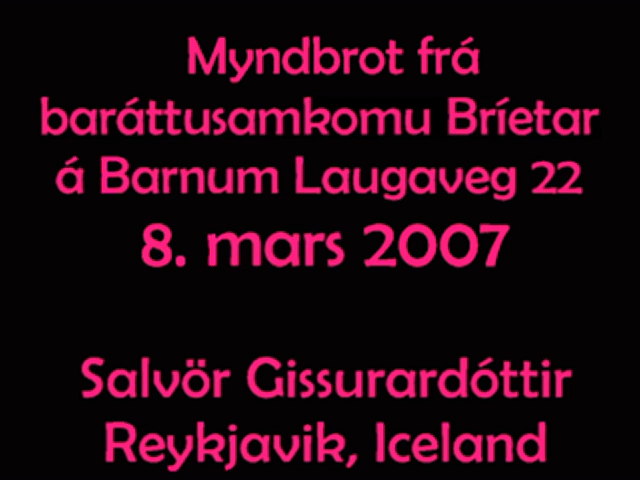 Myndbrot frá
baráttusamkomu Bríetar
á Barnum Laugaveg 22
8. mars 2007
Salvör Gissurardóttir
Reykjavik, Iceland